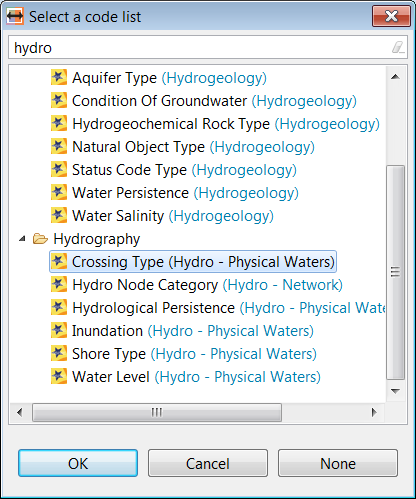 Select a code list
hydro
Aquifer Type (Hydrogeology)
Condition Of Groundwater (Hydrogeology)
Hydrogeochemical Rock Type (Hydrogeology)
Natural Object Type (Hydrogeology)
Status Code Type (Hydrogeology)
Water Persistence (Hydrogeology)
Water Salinity (Hydrogeology)
Hydrography
Crossing Type (Hydro - Physical Waters)
Hydro Node Category (Hydro - Network)
Hydrological Persistence (Hydro - Physical Wate
Inundation (Hydro - Physical Waters)
Shore Type (Hydro - Physical Waters)
Water Level (Hydro - Physical Waters)
OK Cancel None